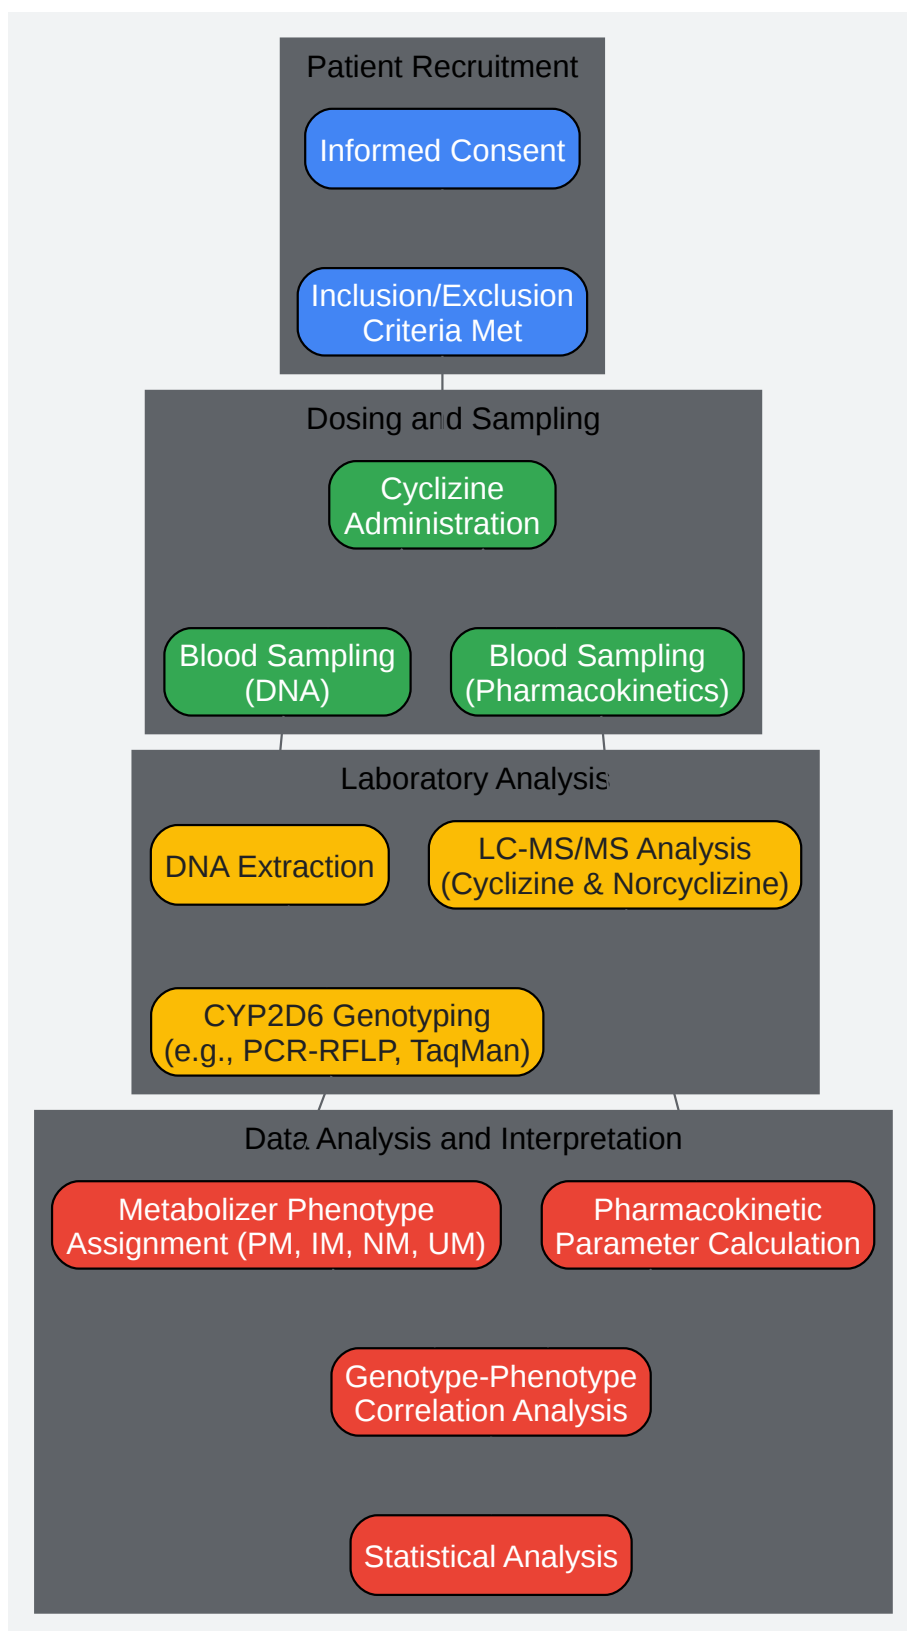 Patient Recruitment
Informed Consent
Inclusion/Exclusion
Criteria Met
Dosing and Sampling
Cyclizine
Administration
Blood Sampling
(DNA)
Blood Sampling
(Pharmacokinetics)
Laboratory Analysis
DNA Extraction
LC-MS/MS Analysis
(Cyclizine & Norcyclizine)
CYP2D6 Genotyping
(e.g., PCR-RFLP, TaqMan)
Data Analysis and Interpretation
Metabolizer Phenotype
Assignment (PM, IM, NM, UM)
Pharmacokinetic
Parameter Calculation
Genotype-Phenotype
Correlation Analysis
Statistical Analysis